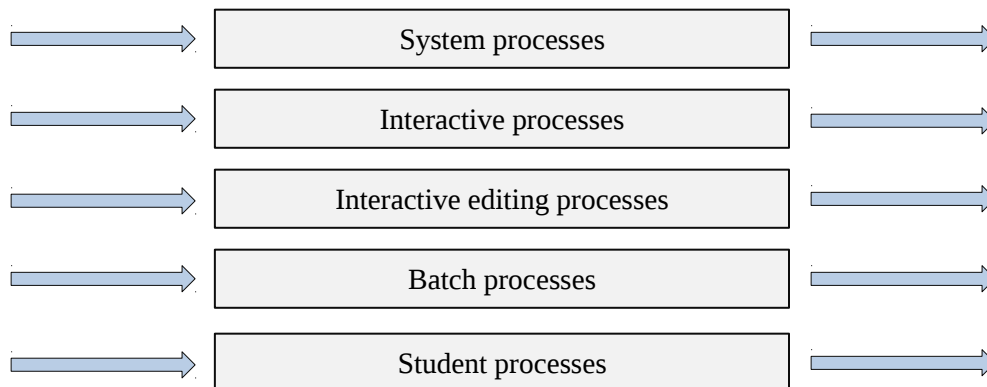 System processes
Interactive processes
Interactive editing processes
Batch processes
Student processes